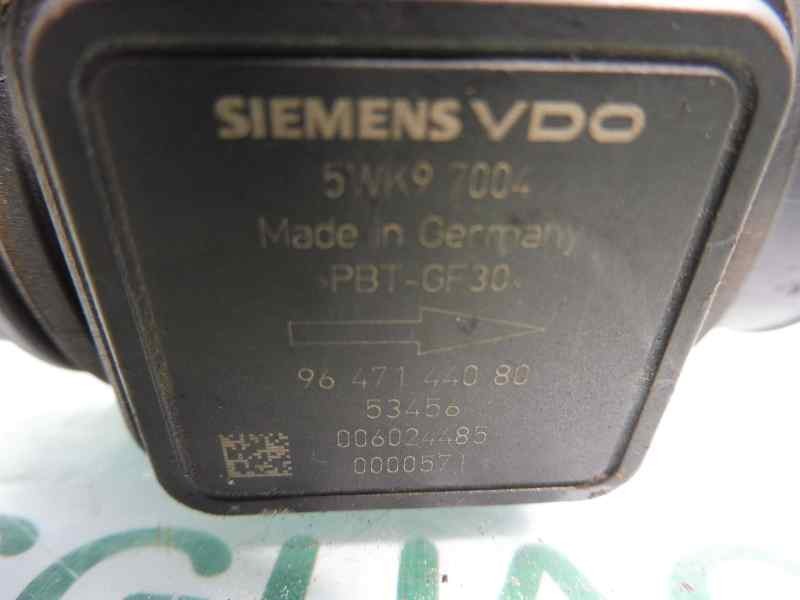 SIEMENS VDO
5WK9 7004
Made in Germany
>PBT-GF30<
96 471 440 80
53456
006024485
0000571